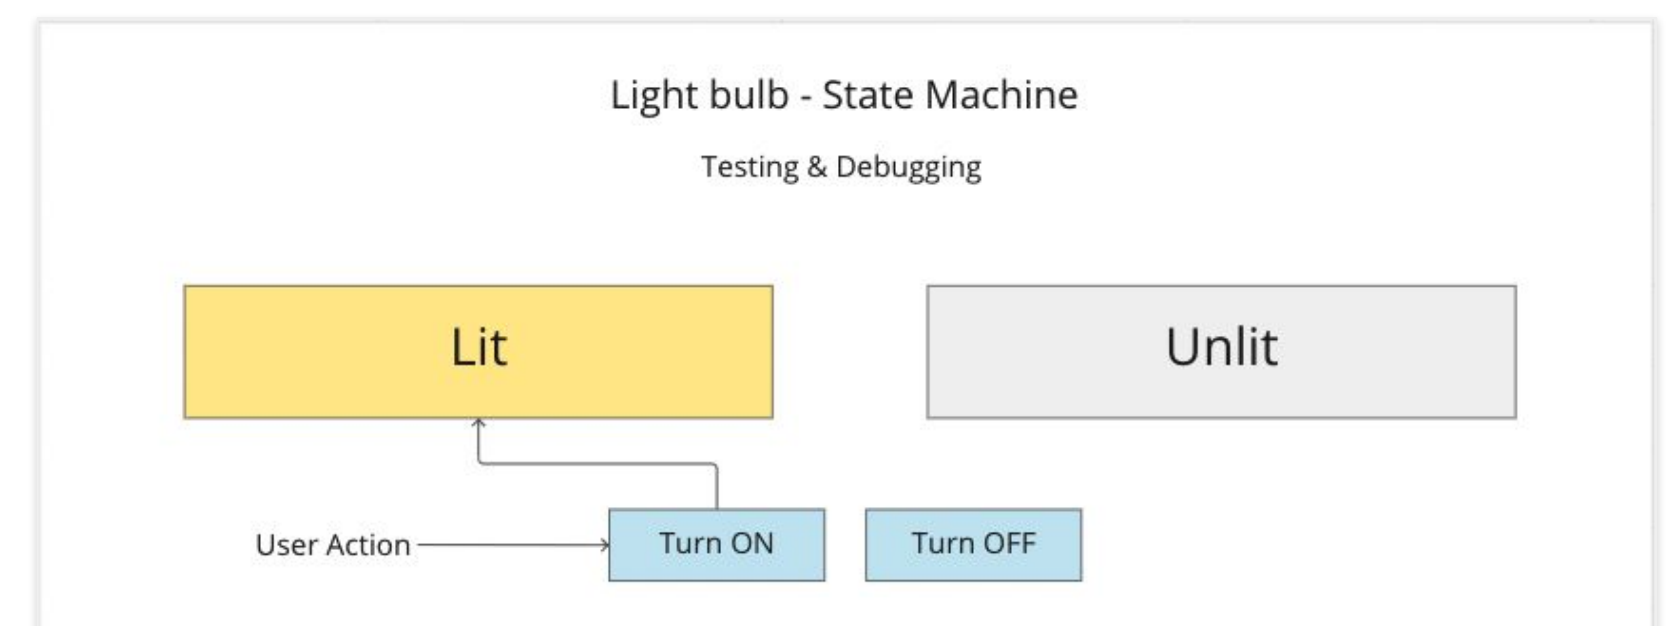 Light bulb - State Machine
Testing & Debugging
Lit
Unlit
User Action
Turn ON
Turn OFF